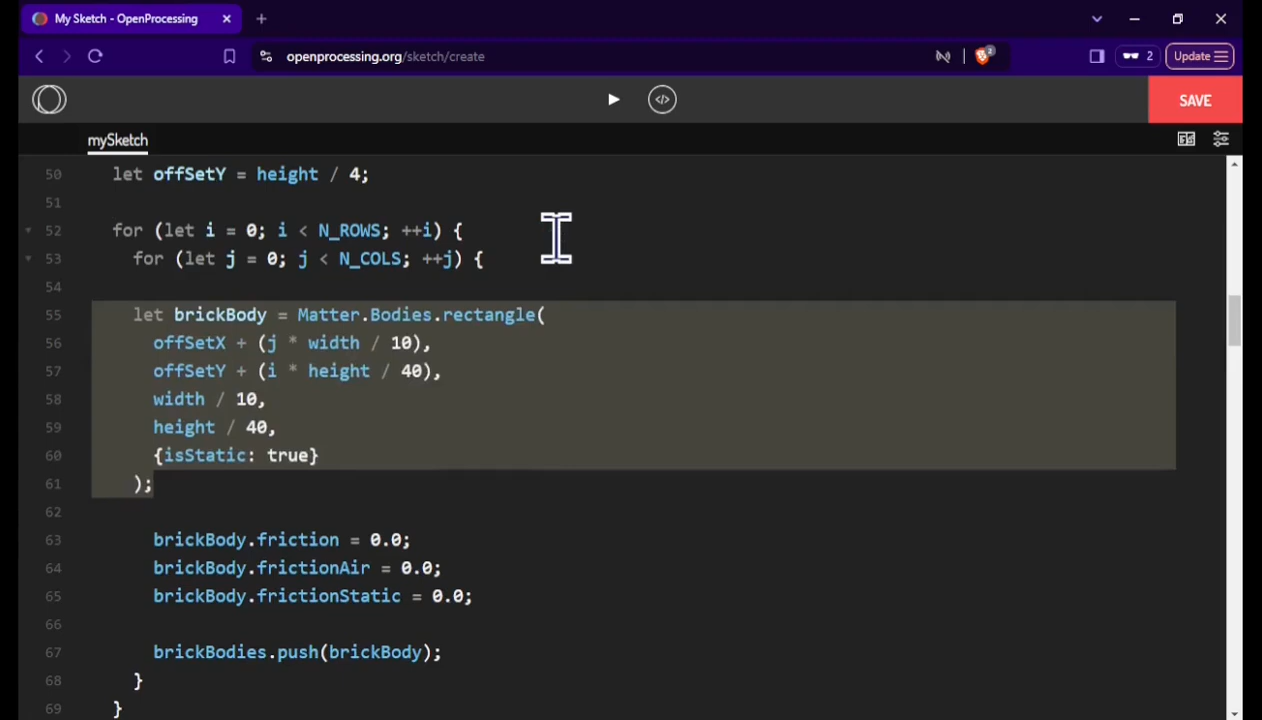 My Sketch - OpenProcessing
openprocessing.org/sketch/create
2
2
Update
SAVE
mySketch
50 let offSetY = height / 4;
51
52 for (let i = 0; i < N_ROWS; ++i) {
53 for (let j = 0; j < N_COLS; ++j) {
54
55 let brickBody = Matter.Bodies.rectangle(
56 offSetX + (j * width / 10),
57 offSetY + (i * height / 40),
58 width / 10,
59 height / 40,
60 {isStatic: true}
61 );
62
63 brickBody.friction = 0.0;
64 brickBody.frictionAir = 0.0;
65 brickBody.frictionStatic = 0.0;
66
67 brickBodies.push(brickBody);
68 }
69 }